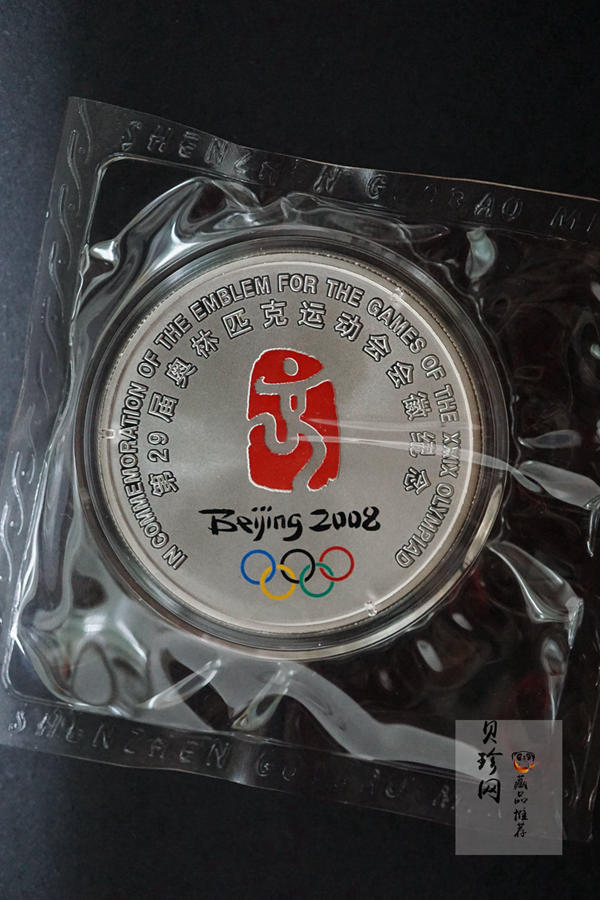 SHENZHEN GUOBAO MI
IN COMMEMORATION OF THE EMBLEM FOR THE GAMES OF THE XXIX OLYMPIAD
第29届奥林匹克运动会会徽纪念
Beijing 2008
SHENZHEN GUOBAO M
贝珍网
藏品推荐